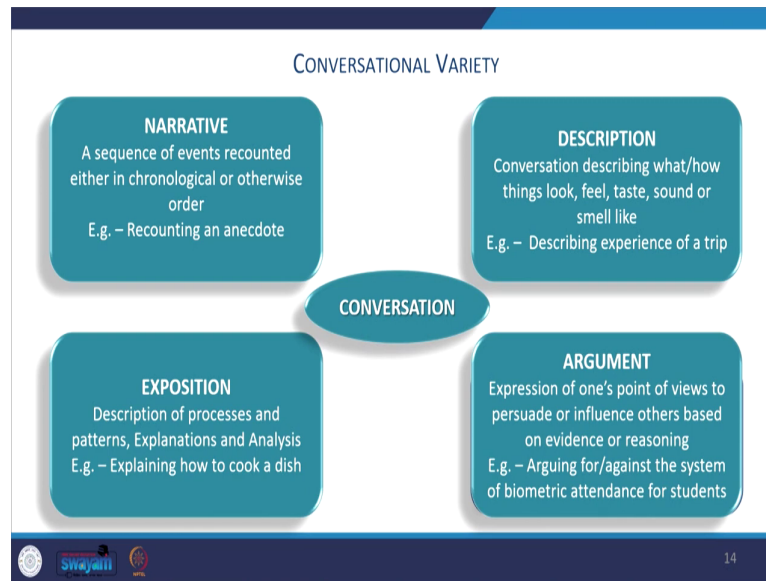 CONVERSATIONAL VARIETY
NARRATIVE
A sequence of events recounted
either in chronological or otherwise
order
E.g. – Recounting an anecdote
DESCRIPTION
Conversation describing what/how
things look, feel, taste, sound or
smell like
E.g. – Describing experience of a trip
CONVERSATION
EXPOSITION
Description of processes and
patterns, Explanations and Analysis
E.g. – Explaining how to cook a dish
ARGUMENT
Expression of one's point of views to
persuade or influence others based
on evidence or reasoning
E.g. – Arguing for/against the system
of biometric attendance for students
swayam
14